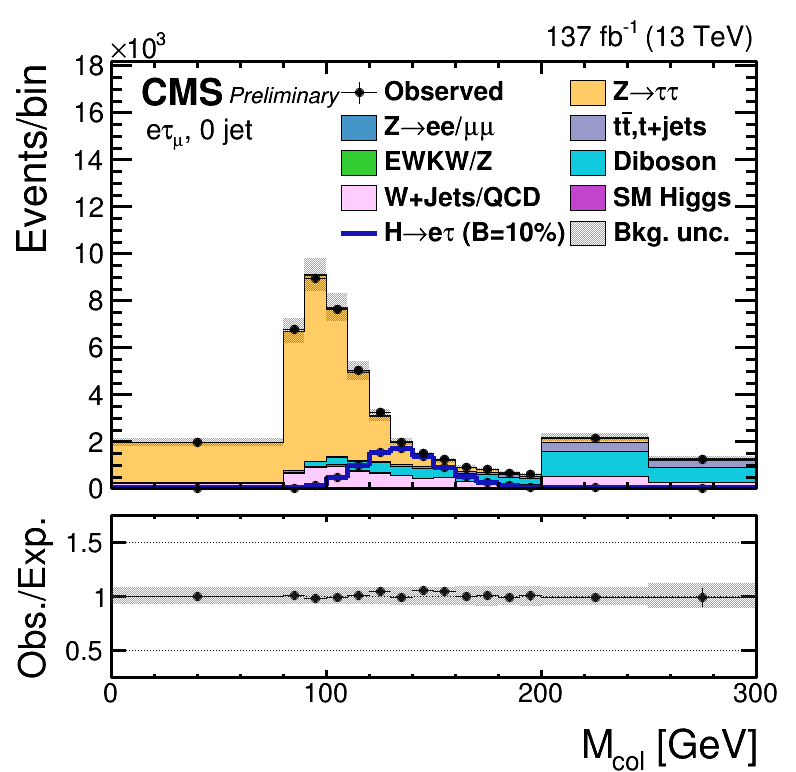 137 fb⁻¹ (13 TeV)
×10³
CMS Preliminary
eτμ, 0 jet
Observed
Z→ττ
Z→ee/μμ
tt̄,t+jets
EWKW/Z
Diboson
W+Jets/QCD
SM Higgs
H→eτ (B=10%)
Bkg. unc.
Events/bin
18
16
14
12
10
8
6
4
2
0
Obs./Exp.
1.5
1
0.5
0 100 200 300
Mcol [GeV]